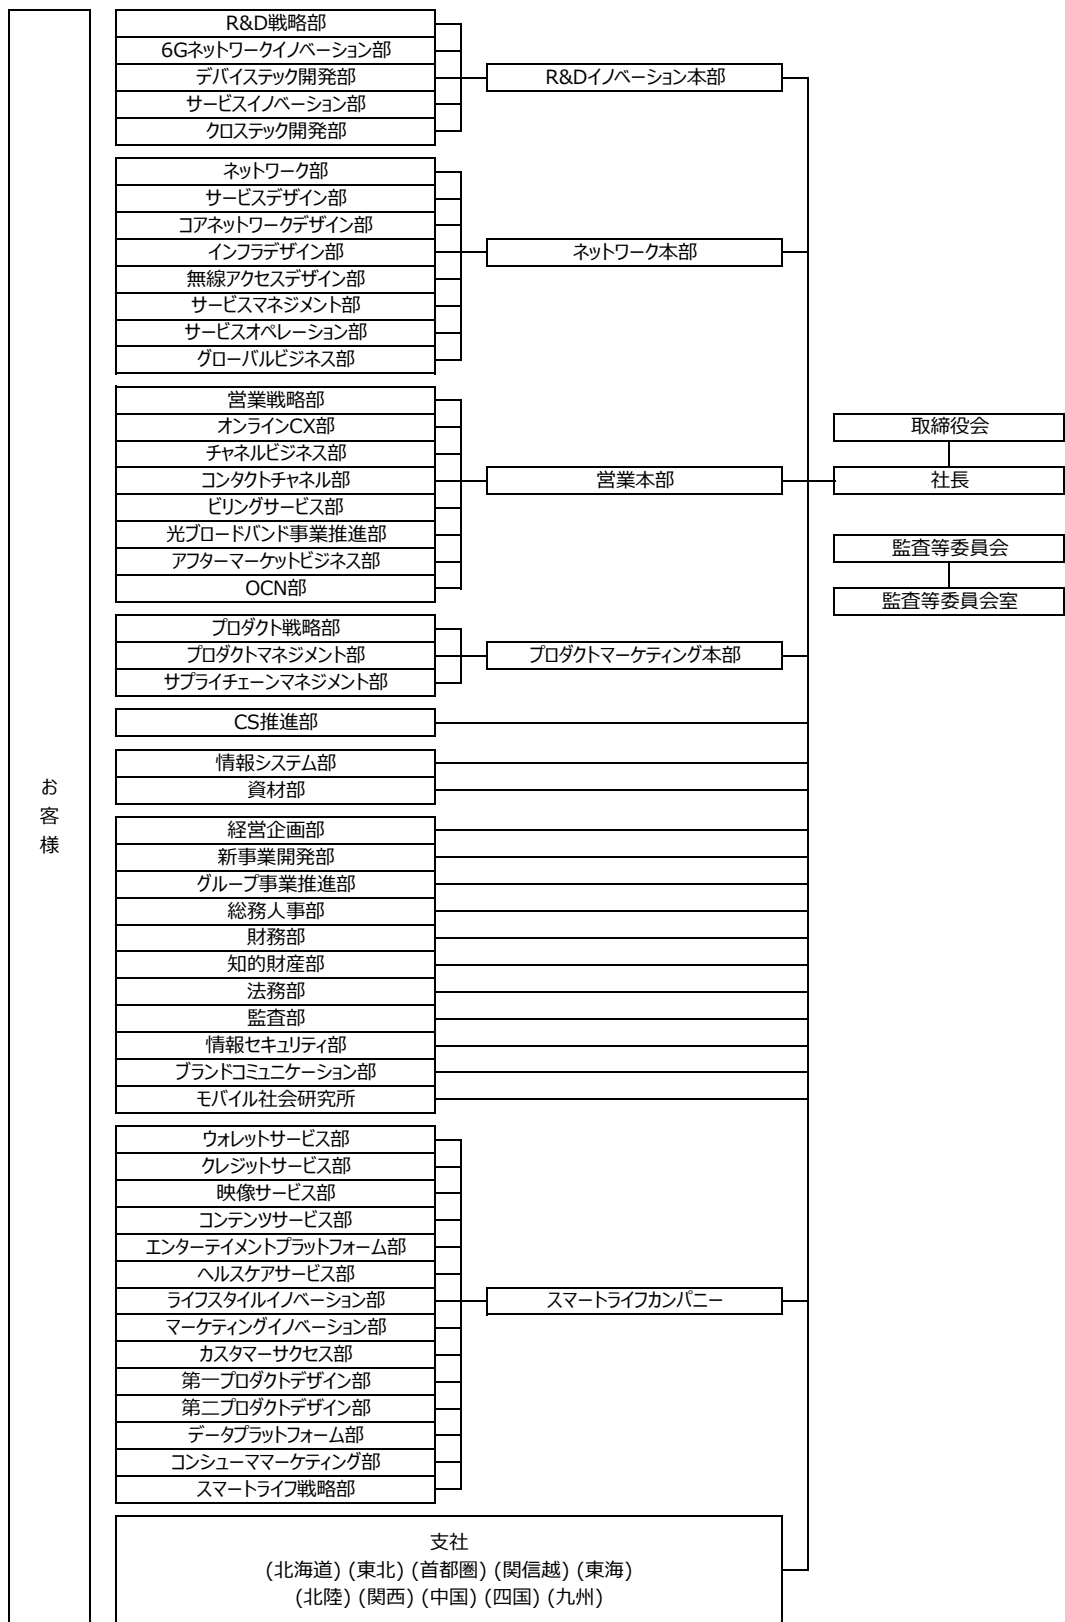 お
客
様
R&D戦略部
6Gネットワークイノベーション部
デバイステック開発部
サービスイノベーション部
クロステック開発部
R&Dイノベーション本部
ネットワーク部
サービスデザイン部
コアネットワークデザイン部
インフラデザイン部
無線アクセスデザイン部
サービスマネジメント部
サービスオペレーション部
グローバルビジネス部
ネットワーク本部
営業戦略部
オンラインCX部
チャネルビジネス部
コンタクトチャネル部
ビリングサービス部
光ブロードバンド事業推進部
アフターマーケットビジネス部
OCN部
営業本部
取締役会
社長
監査等委員会
監査等委員会室
プロダクト戦略部
プロダクトマネジメント部
サプライチェーンマネジメント部
プロダクトマーケティング本部
CS推進部
情報システム部
資材部
経営企画部
新事業開発部
グループ事業推進部
総務人事部
財務部
知的財産部
法務部
監査部
情報セキュリティ部
ブランドコミュニケーション部
モバイル社会研究所
ウォレットサービス部
クレジットサービス部
映像サービス部
コンテンツサービス部
エンターテイメントプラットフォーム部
ヘルスケアサービス部
ライフスタイルイノベーション部
マーケティングイノベーション部
カスタマーサクセス部
第一プロダクトデザイン部
第二プロダクトデザイン部
データプラットフォーム部
コンシューママーケティング部
スマートライフ戦略部
スマートライフカンパニー
支社
(北海道) (東北) (首都圏) (関信越) (東海)
(北陸) (関西) (中国) (四国) (九州)